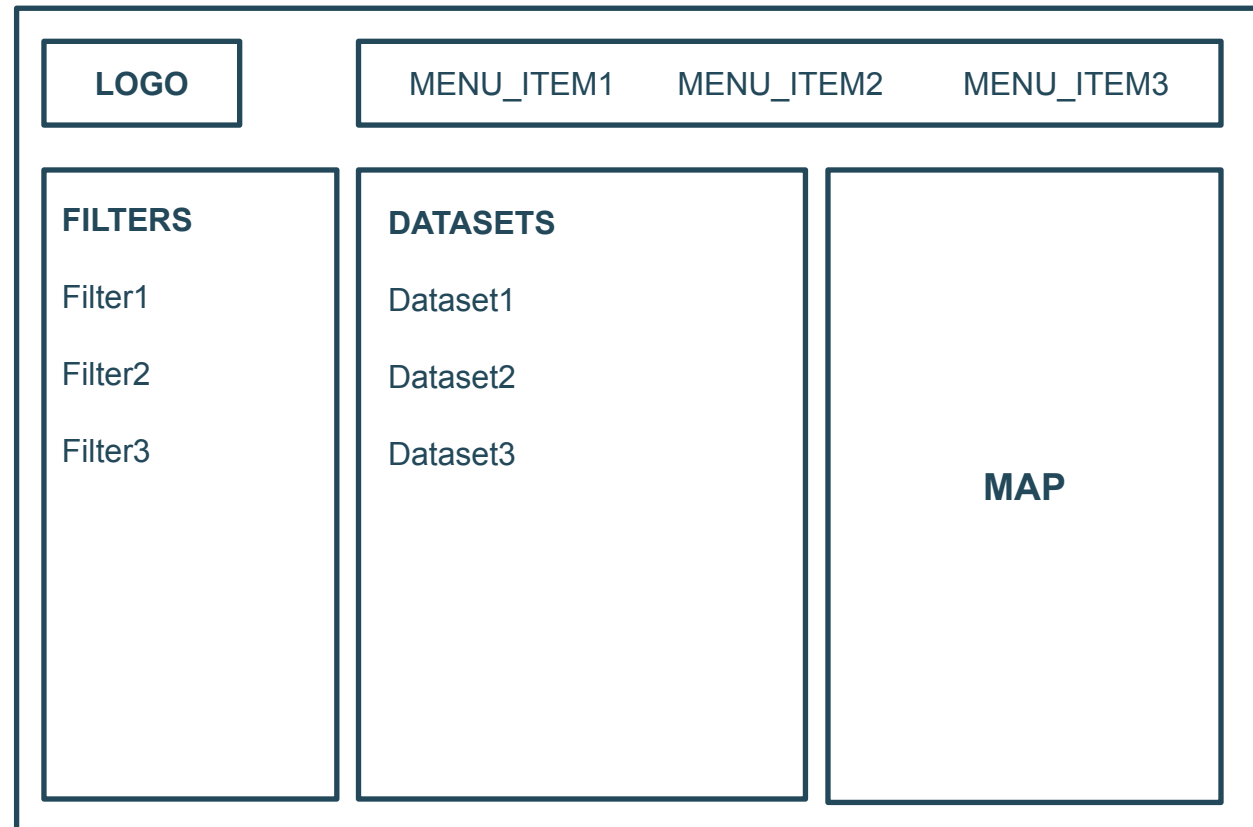 LOGO
MENU_ITEM1 MENU_ITEM2 MENU_ITEM3
FILTERS
Filter1
Filter2
Filter3
DATASETS
Dataset1
Dataset2
Dataset3
MAP